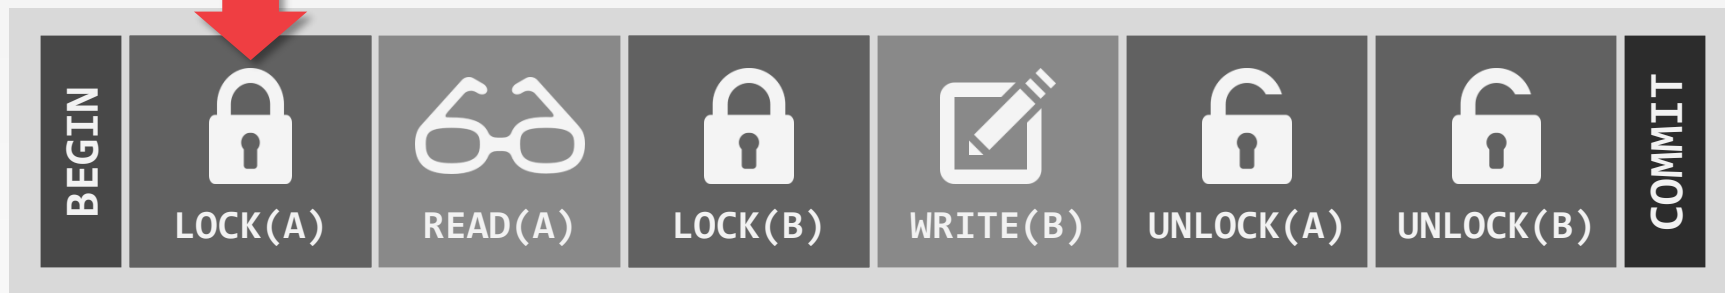 BEGIN
LOCK(A)
READ(A)
LOCK(B)
WRITE(B)
UNLOCK(A)
UNLOCK(B)
COMMIT